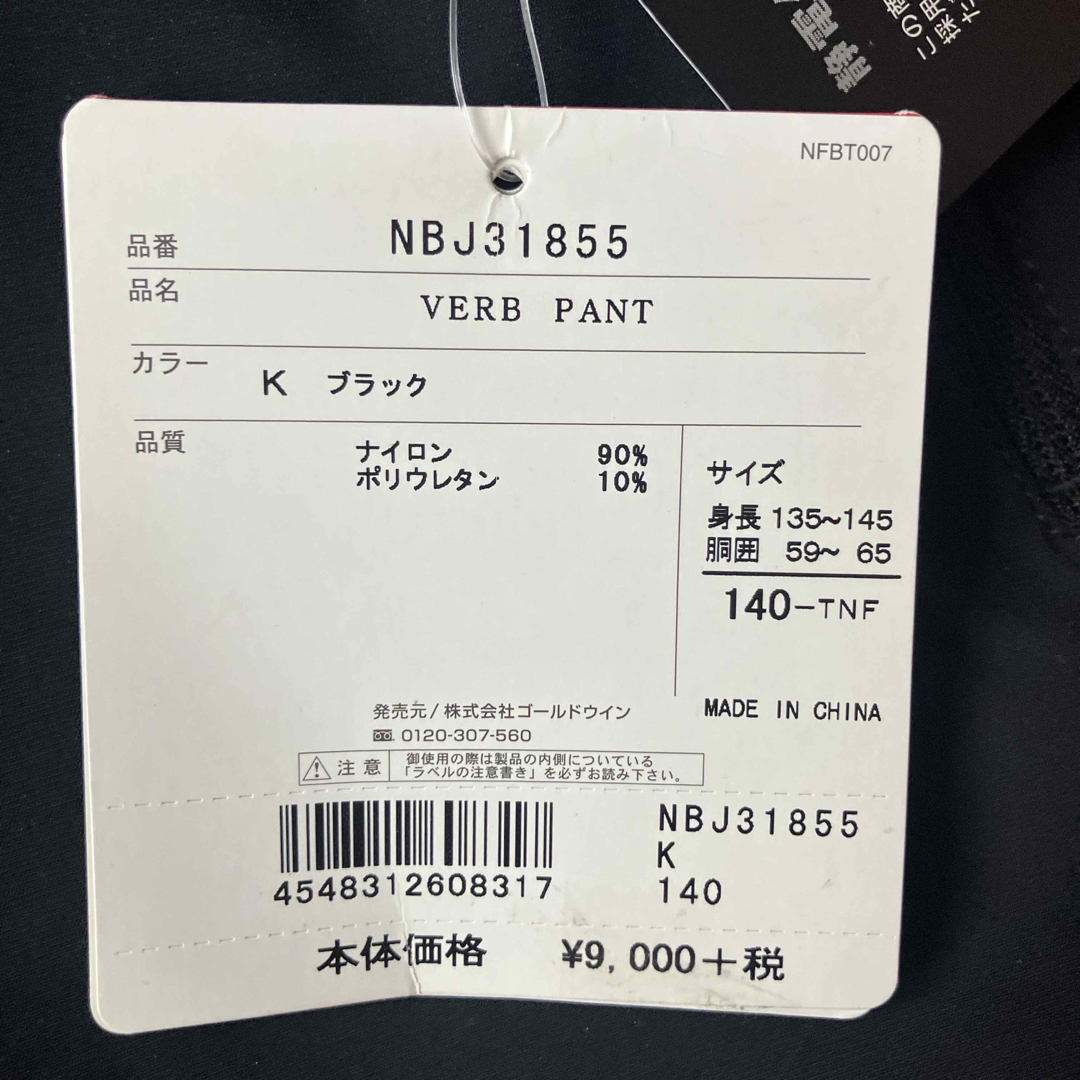 静電
NFBT007
品番 NBJ31855
品名 VERB PANT
カラー K ブラック
品質 ナイロン 90%
ポリウレタン 10%
サイズ
身長 135~145
胴囲 59~ 65
140-TNF
MADE IN CHINA
発売元/株式会社ゴールドウイン
0120-307-560
注意 御使用の際は製品の内側についている
「ラベルの注意書き」を必ずお読み下さい。
4548312608317
NBJ31855
K
140
本体価格 ¥9,000+税